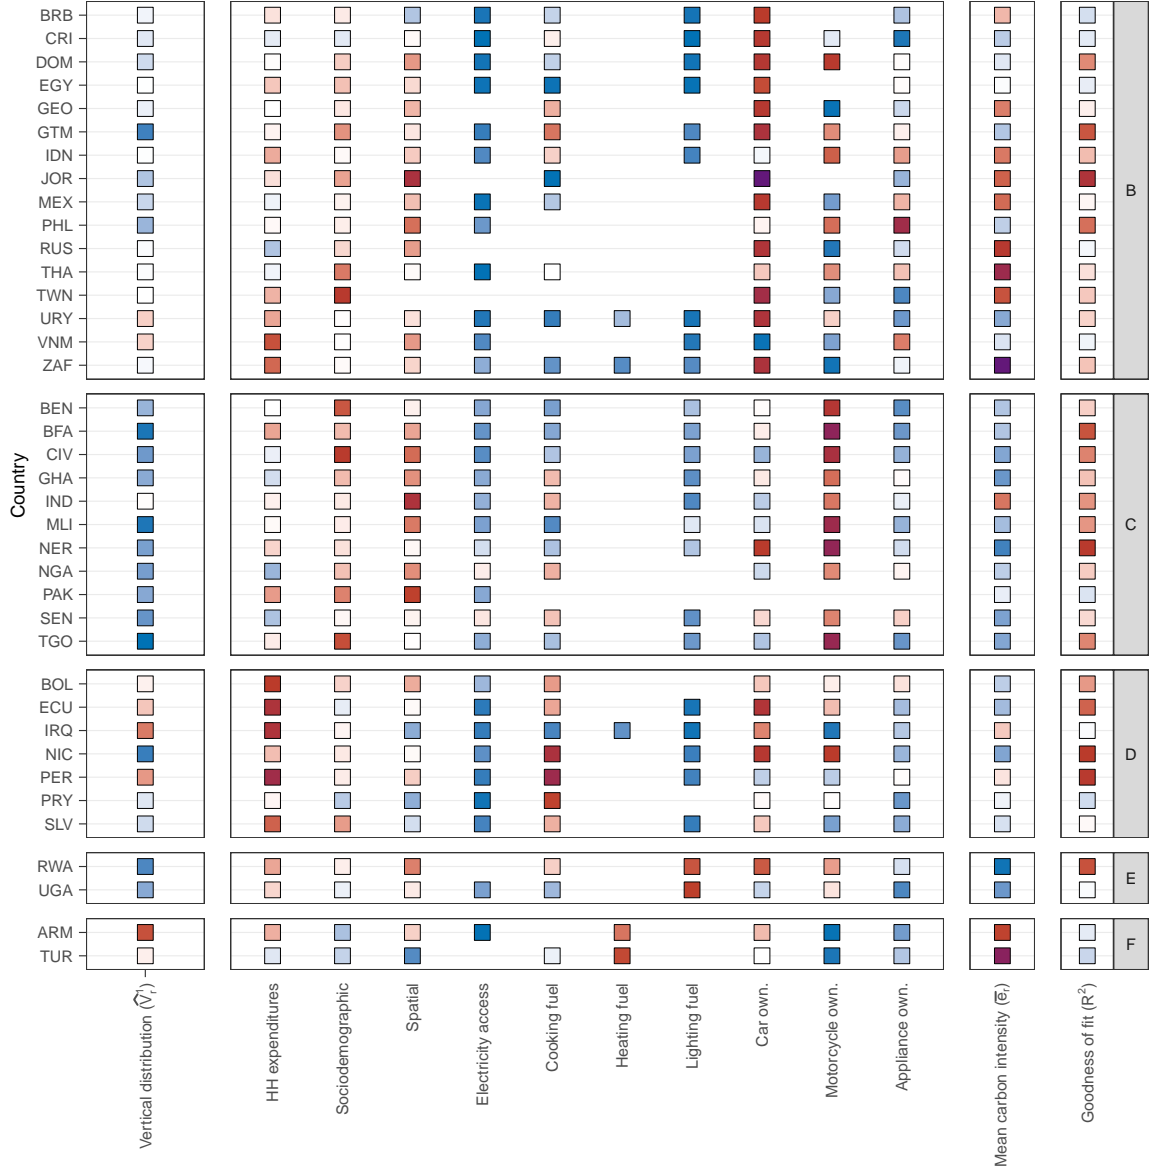 BRB
CRI
DOM
EGY
GEO
GTM
IDN
JOR
MEX
PHL
RUS
THA
TWN
URY
VNM
ZAF
B
BEN
BFA
CIV
GHA
IND
MLI
NER
NGA
PAK
SEN
TGO
C
BOL
ECU
IRQ
NIC
PER
PRY
SLV
D
RWA
UGA
E
ARM
TUR
F
Country
Vertical distribution (V̂ᵣ¹)
HH expenditures
Sociodemographic
Spatial
Electricity access
Cooking fuel
Heating fuel
Lighting fuel
Car own.
Motorcycle own.
Appliance own.
Mean carbon intensity (e̅ᵣ)
Goodness of fit (R²)